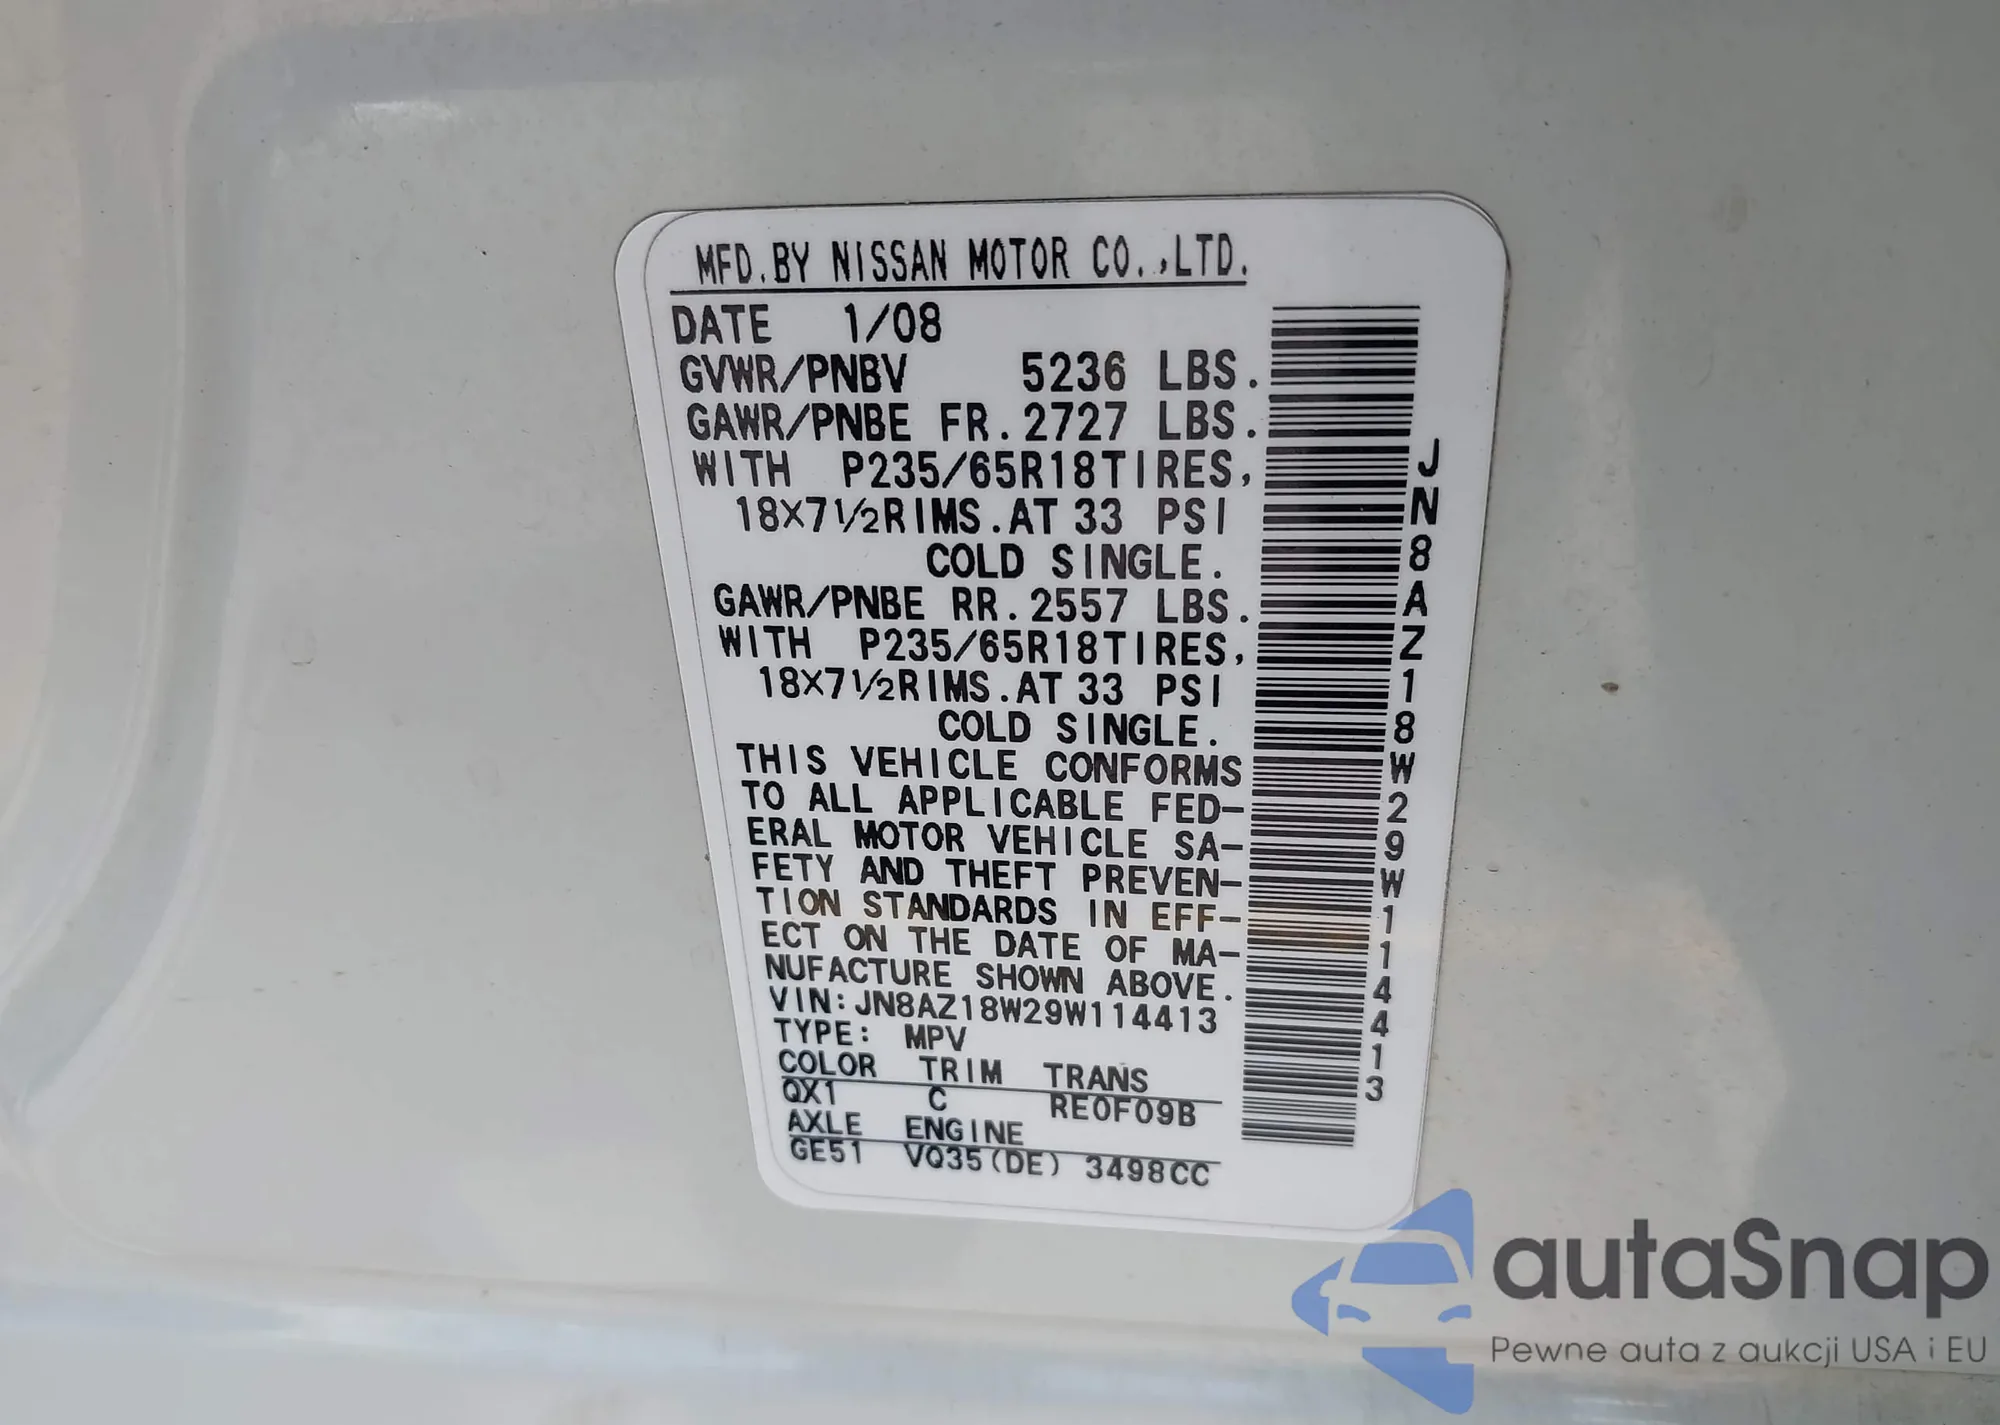 MFD.BY NISSAN MOTOR CO.,LTD.
DATE 1/08
GVWR/PNBV 5236 LBS.
GAWR/PNBE FR.2727 LBS.
WITH P235/65R18TIRES,
18×7½RIMS.AT 33 PSI
COLD SINGLE.
GAWR/PNBE RR.2557 LBS.
WITH P235/65R18TIRES,
18×7½RIMS.AT 33 PSI
COLD SINGLE.
THIS VEHICLE CONFORMS
TO ALL APPLICABLE FED-
ERAL MOTOR VEHICLE SA-
FETY AND THEFT PREVEN-
TION STANDARDS IN EFF-
ECT ON THE DATE OF MA-
NUFACTURE SHOWN ABOVE.
VIN:JN8AZ18W29W114413
TYPE: MPV
COLOR TRIM TRANS
QX1 C RE0F09B
AXLE ENGINE
GE51 VQ35(DE) 3498CC
JN8AZ18W29W114413
autaSnap
Pewne auta z aukcji USA i EU